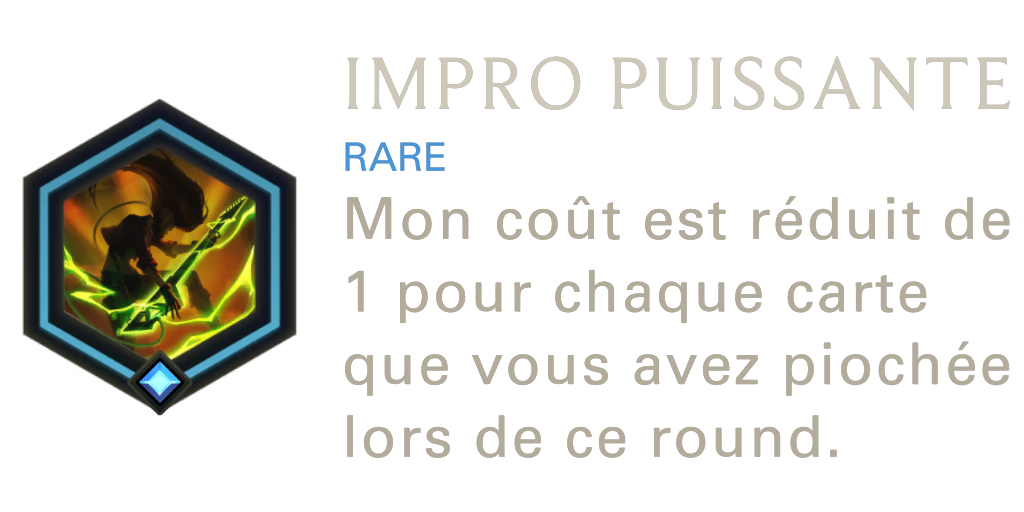 IMPRO PUISSANTE
RARE
Mon coût est réduit de
1 pour chaque carte
que vous avez piochée
lors de ce round.